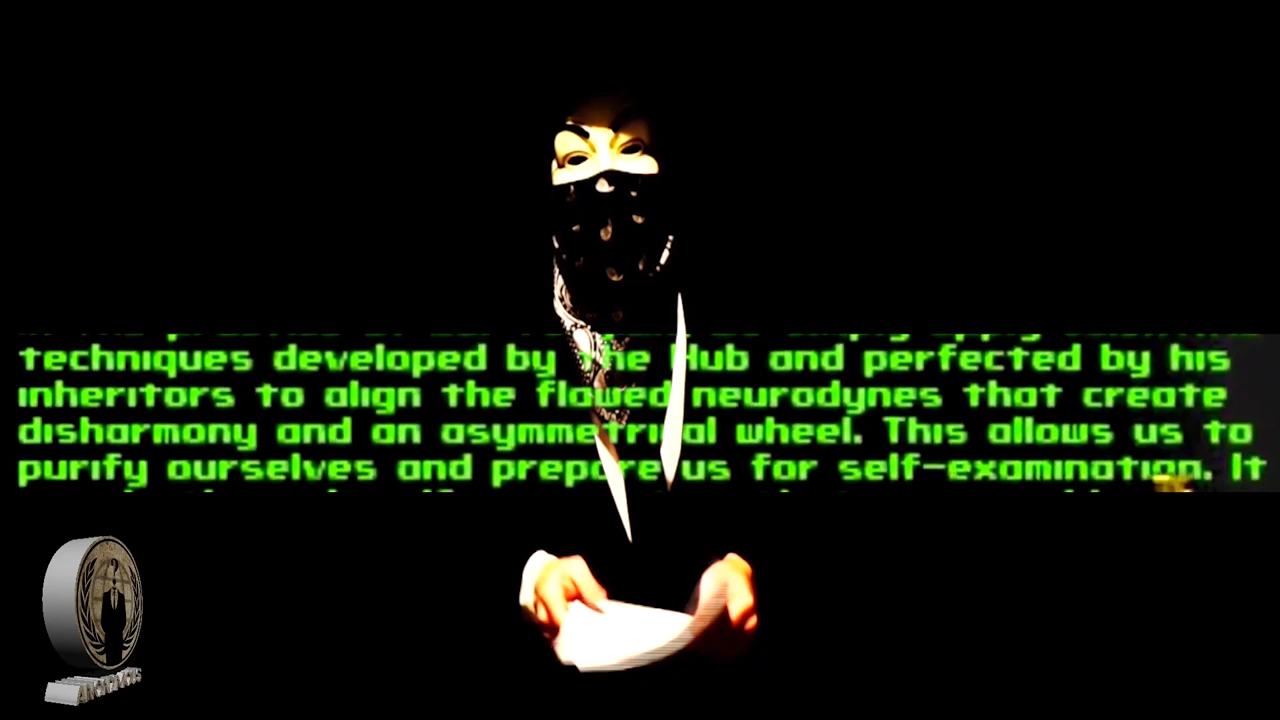 techniques developed by the Hub and perfected by his
inheritors to align the flawed neurodynes that create
disharmony and an asymmetrical wheel. This allows us to
purify ourselves and prepare us for self-examination. It
ANONYMOUS